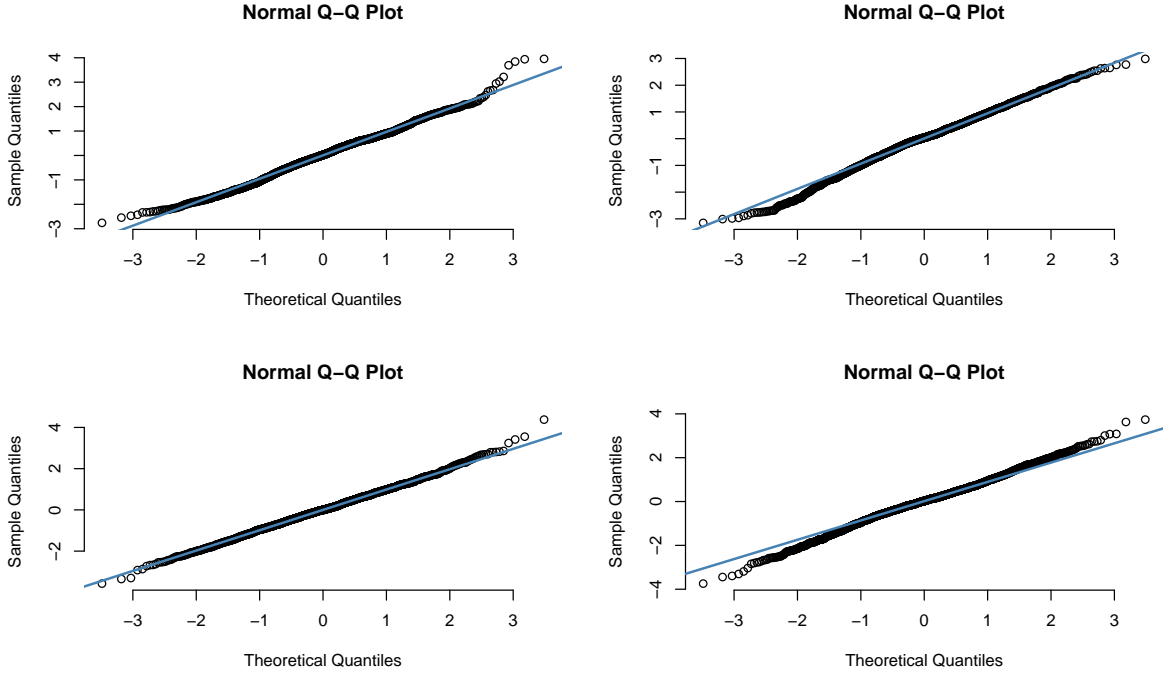 Normal Q−Q Plot
Sample Quantiles
4
3
2
1
−1
−3
−3 −2 −1 0 1 2 3
Theoretical Quantiles
Normal Q−Q Plot
Sample Quantiles
3
2
1
−1
−3
−3 −2 −1 0 1 2 3
Theoretical Quantiles
Normal Q−Q Plot
Sample Quantiles
4
2
0
−2
−3 −2 −1 0 1 2 3
Theoretical Quantiles
Normal Q−Q Plot
Sample Quantiles
4
2
0
−2
−4
−3 −2 −1 0 1 2 3
Theoretical Quantiles